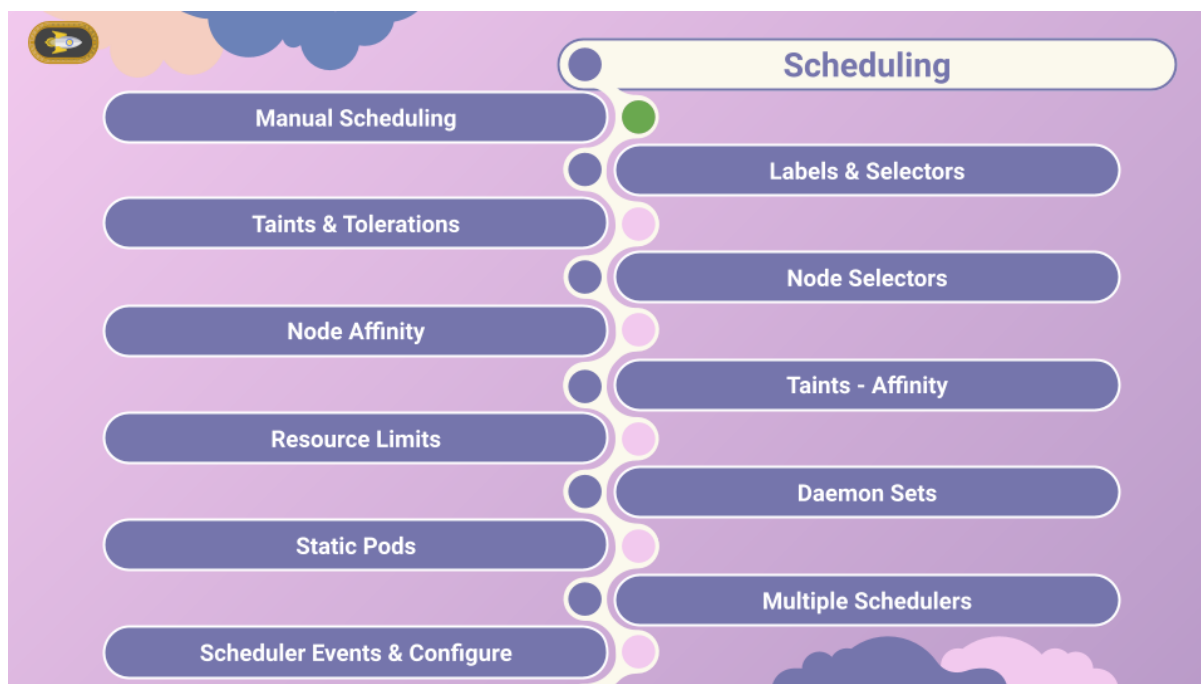 Scheduling
Manual Scheduling
Labels & Selectors
Taints & Tolerations
Node Selectors
Node Affinity
Taints - Affinity
Resource Limits
Daemon Sets
Static Pods
Multiple Schedulers
Scheduler Events & Configure